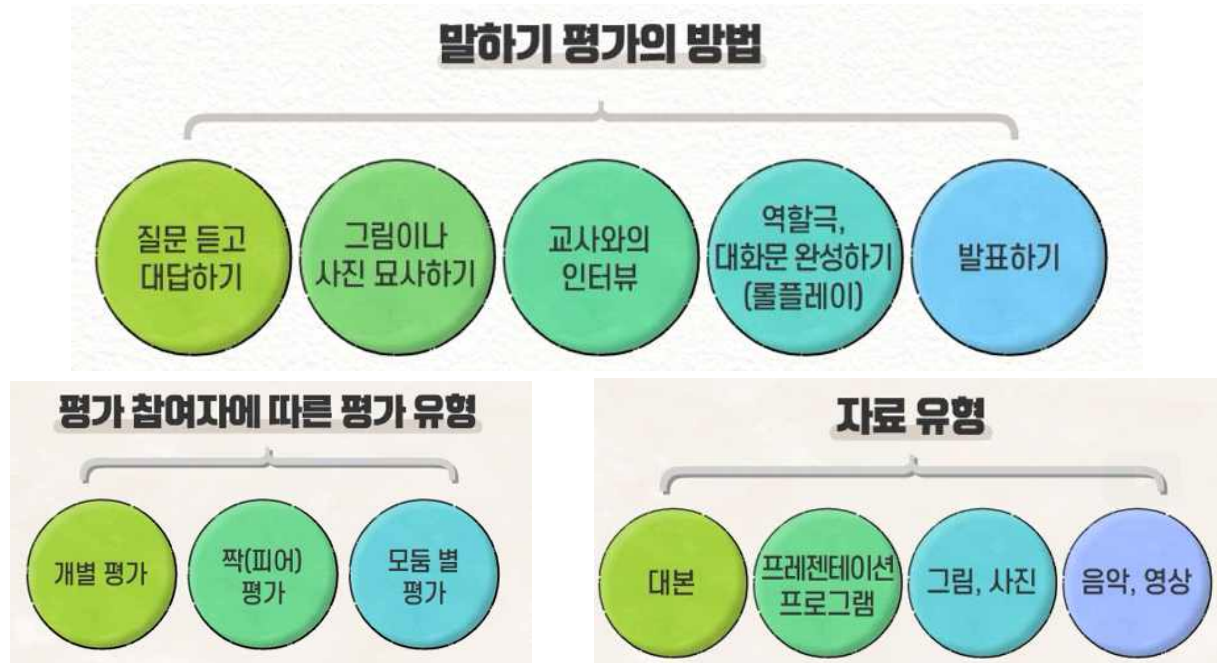 말하기 평가의 방법
질문 듣고
대답하기
그림이나
사진 묘사하기
교사와의
인터뷰
역할극,
대화문 완성하기
(롤플레이)
발표하기
평가 참여자에 따른 평가 유형
개별 평가
짝(피어)
평가
모둠 별
평가
자료 유형
대본
프레젠테이션
프로그램
그림, 사진
음악, 영상